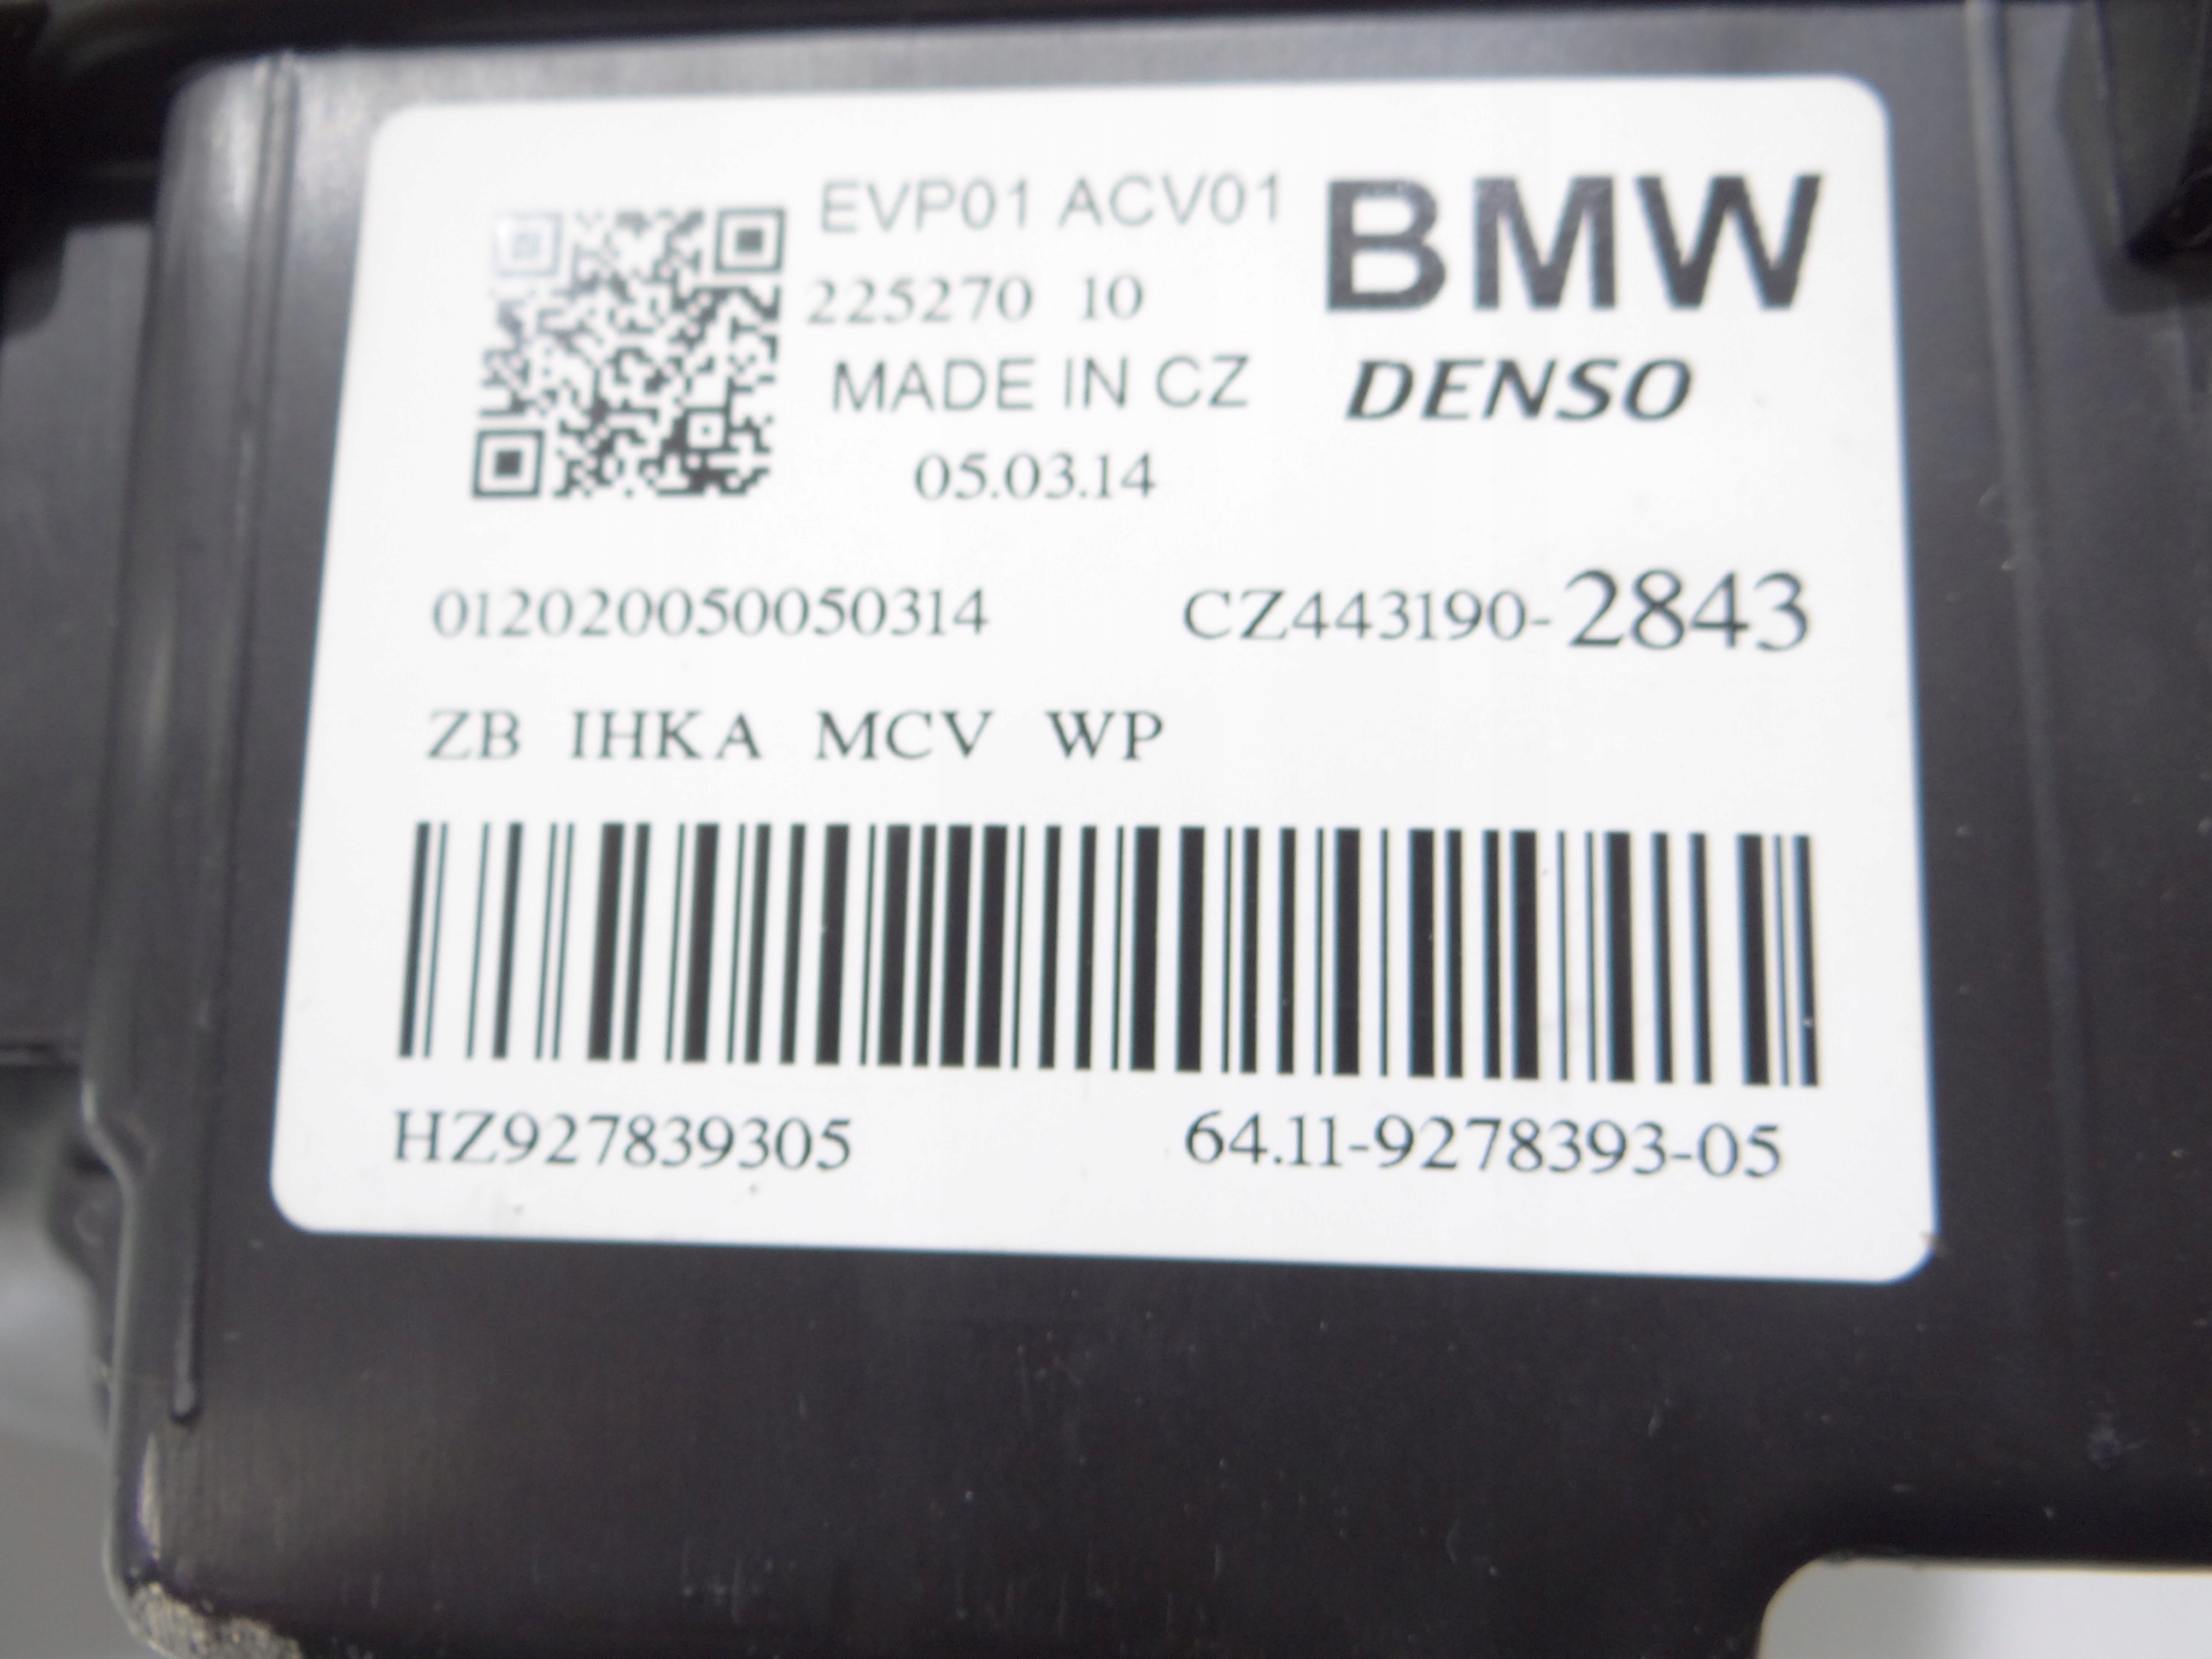 EVP01 ACV01 BMW
225270 10
MADE IN CZ DENSO
05.03.14
012020050050314 CZ443190-2843
ZB IHKA MCV WP
HZ927839305 64.11-9278393-05